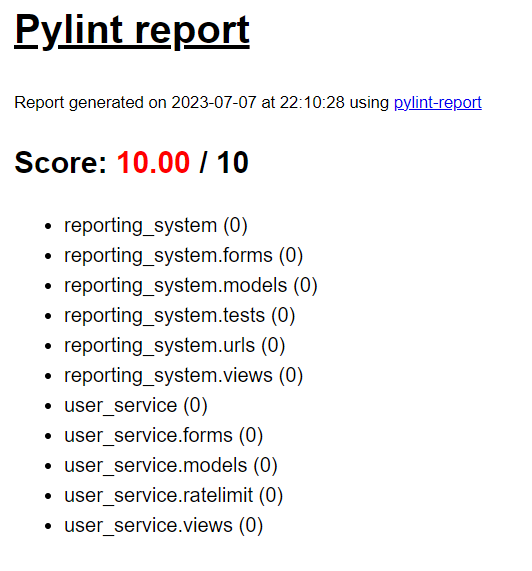 Pylint report
Report generated on 2023-07-07 at 22:10:28 using pylint-report
Score: 10.00 / 10
• reporting_system (0)
• reporting_system.forms (0)
• reporting_system.models (0)
• reporting_system.tests (0)
• reporting_system.urls (0)
• reporting_system.views (0)
• user_service (0)
• user_service.forms (0)
• user_service.models (0)
• user_service.ratelimit (0)
• user_service.views (0)